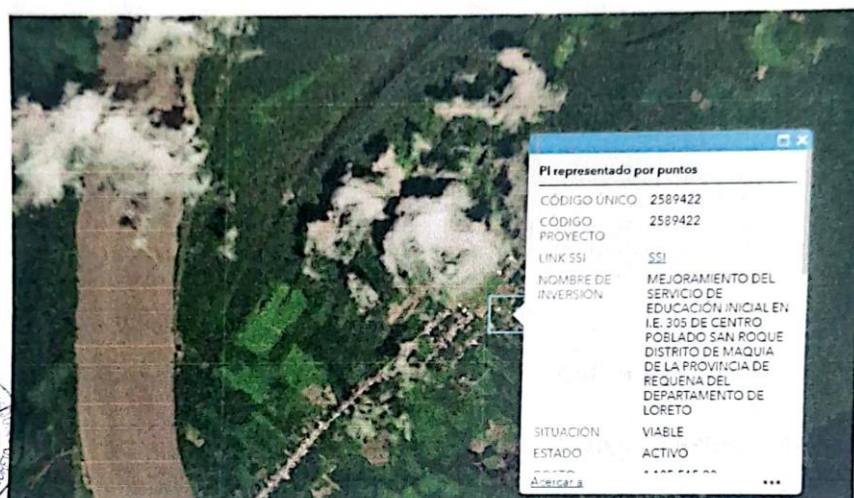 PI representado por puntos
CÓDIGO ÚNICO 2589422
CÓDIGO PROYECTO 2589422
LINK SSI SSI
NOMBRE DE INVERSIÓN MEJORAMIENTO DEL
SERVICIO DE
EDUCACIÓN INICIAL EN
I.E. 305 DE CENTRO
POBLADO SAN ROQUE
DISTRITO DE MAQUIA
DE LA PROVINCIA DE
REQUENA DEL
DEPARTAMENTO DE
LORETO
SITUACIÓN VIABLE
ESTADO ACTIVO
Acercar a